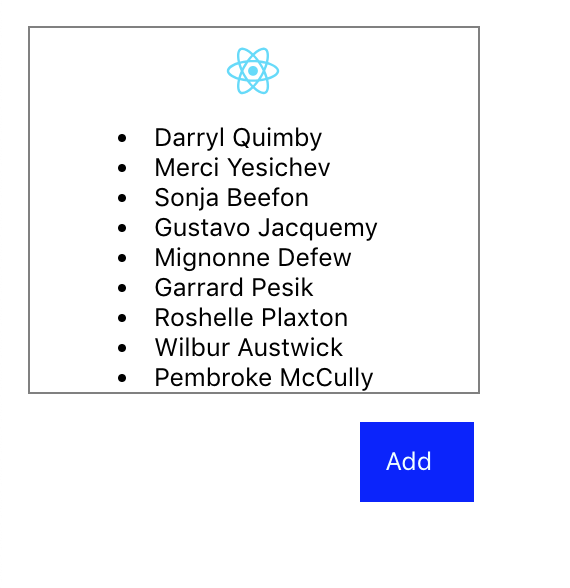 Darryl Quimby
Merci Yesichev
Sonja Beefon
Gustavo Jacquemy
Mignonne Defew
Garrard Pesik
Roshelle Plaxton
Wilbur Austwick
Pembroke McCully
Add